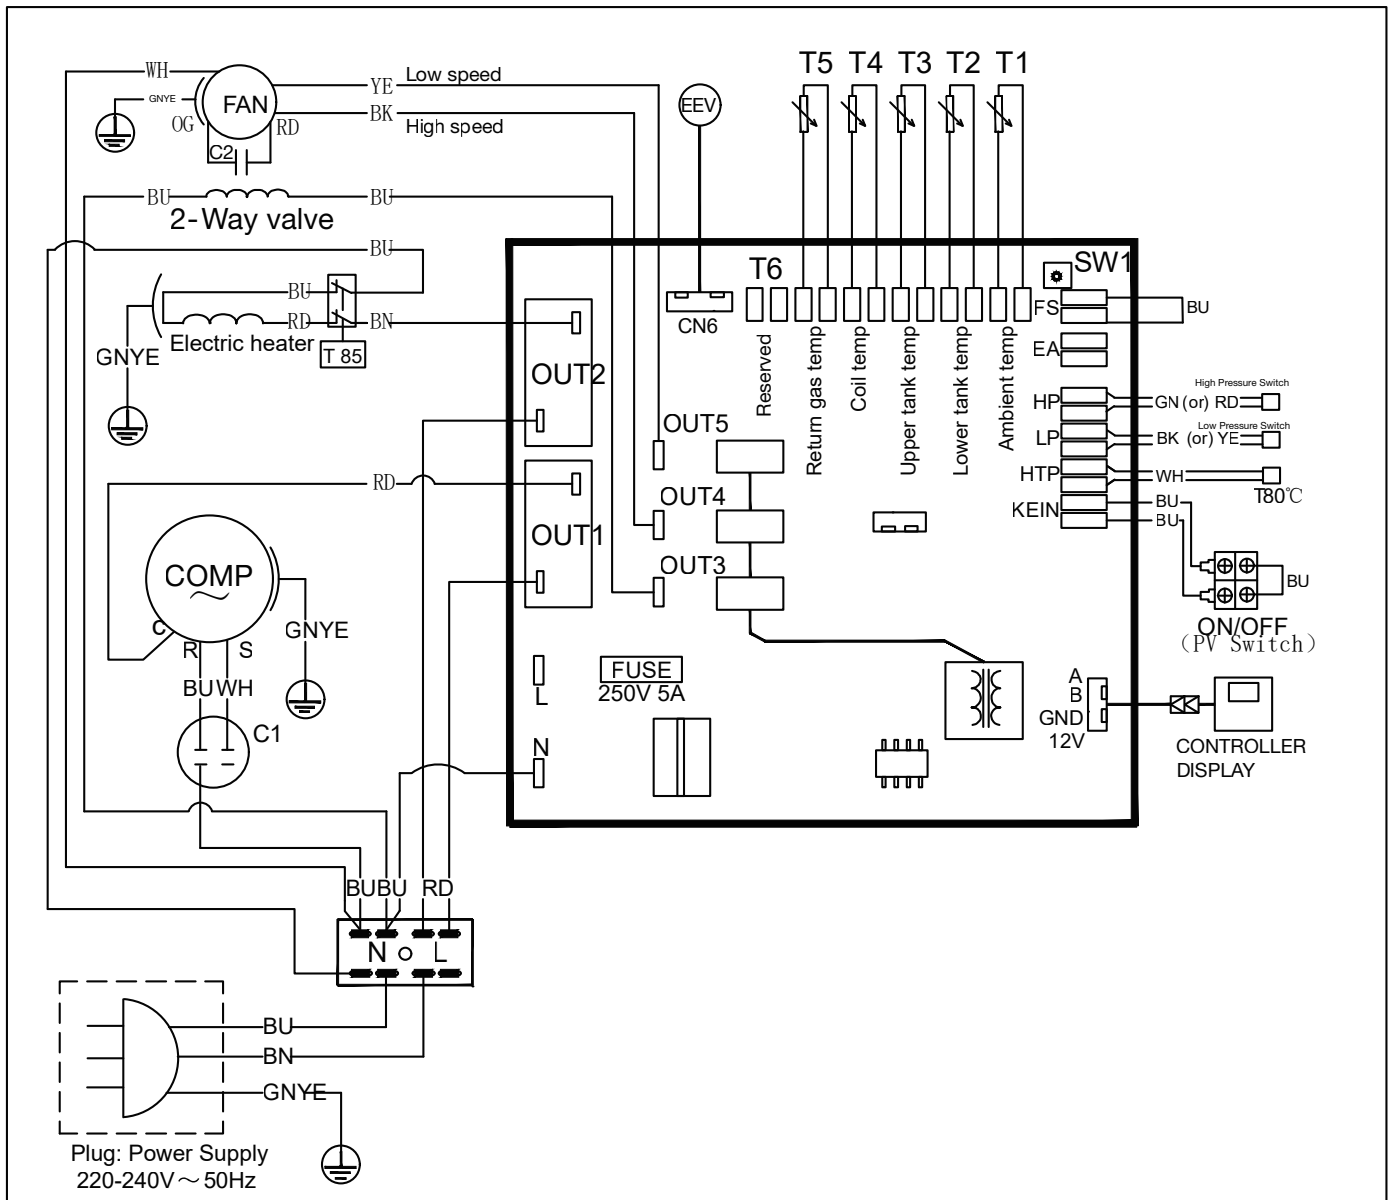 WH
FAN
GNYE
OG
RD
C2
YE
Low speed
BK
High speed
EEV
T5
T4
T3
T2
T1
BU
2-Way valve
BU
BU
BU
RD
BN
Electric heater
T 85
GNYE
OUT2
CN6
T6
Reserved
Return gas temp
Coil temp
Upper tank temp
Lower tank temp
Ambient temp
SW1
FS
BU
EA
HP
High Pressure Switch
GN (or) RD
LP
Low Pressure Switch
BK (or) YE
HTP
WH
T80℃
KEIN
BU
BU
BU
ON/OFF
(PV Switch)
OUT5
OUT4
OUT3
RD
OUT1
COMP
~
C
R
S
GNYE
BU
WH
C1
L
FUSE
250V 5A
N
A
B
GND
12V
CONTROLLER
DISPLAY
BU
BU
RD
N
L
BU
BN
GNYE
Plug: Power Supply
220-240V～50Hz